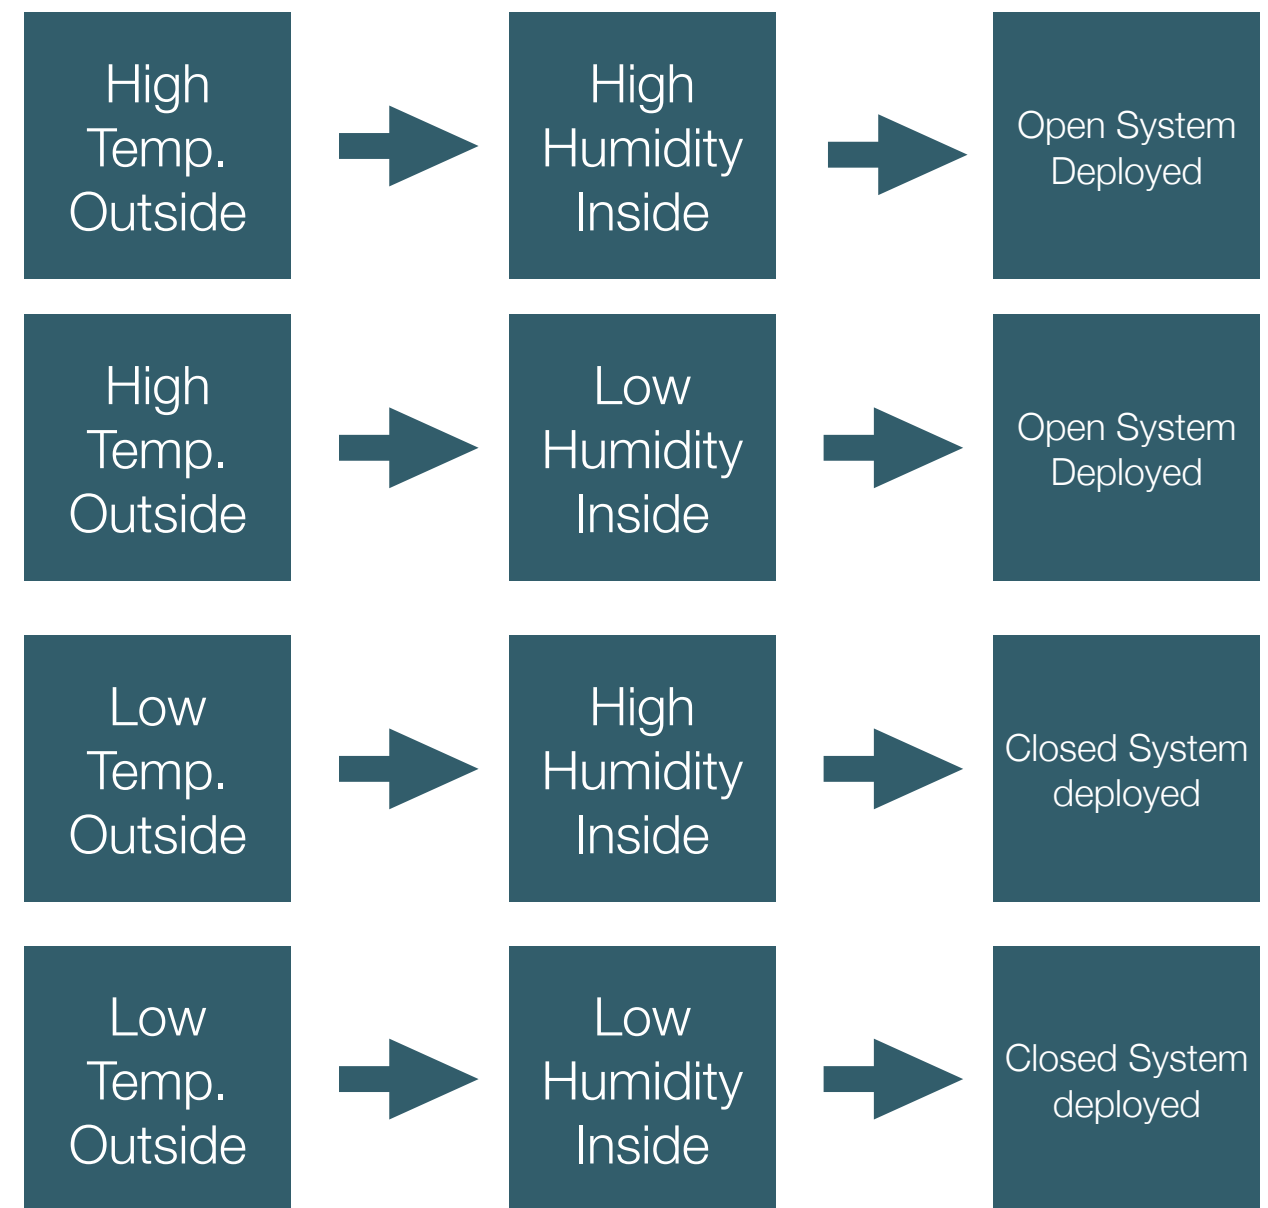 High
Temp.
Outside
High
Humidity
Inside
Open System
Deployed
High
Temp.
Outside
Low
Humidity
Inside
Open System
Deployed
Low
Temp.
Outside
High
Humidity
Inside
Closed System
deployed
Low
Temp.
Outside
Low
Humidity
Inside
Closed System
deployed